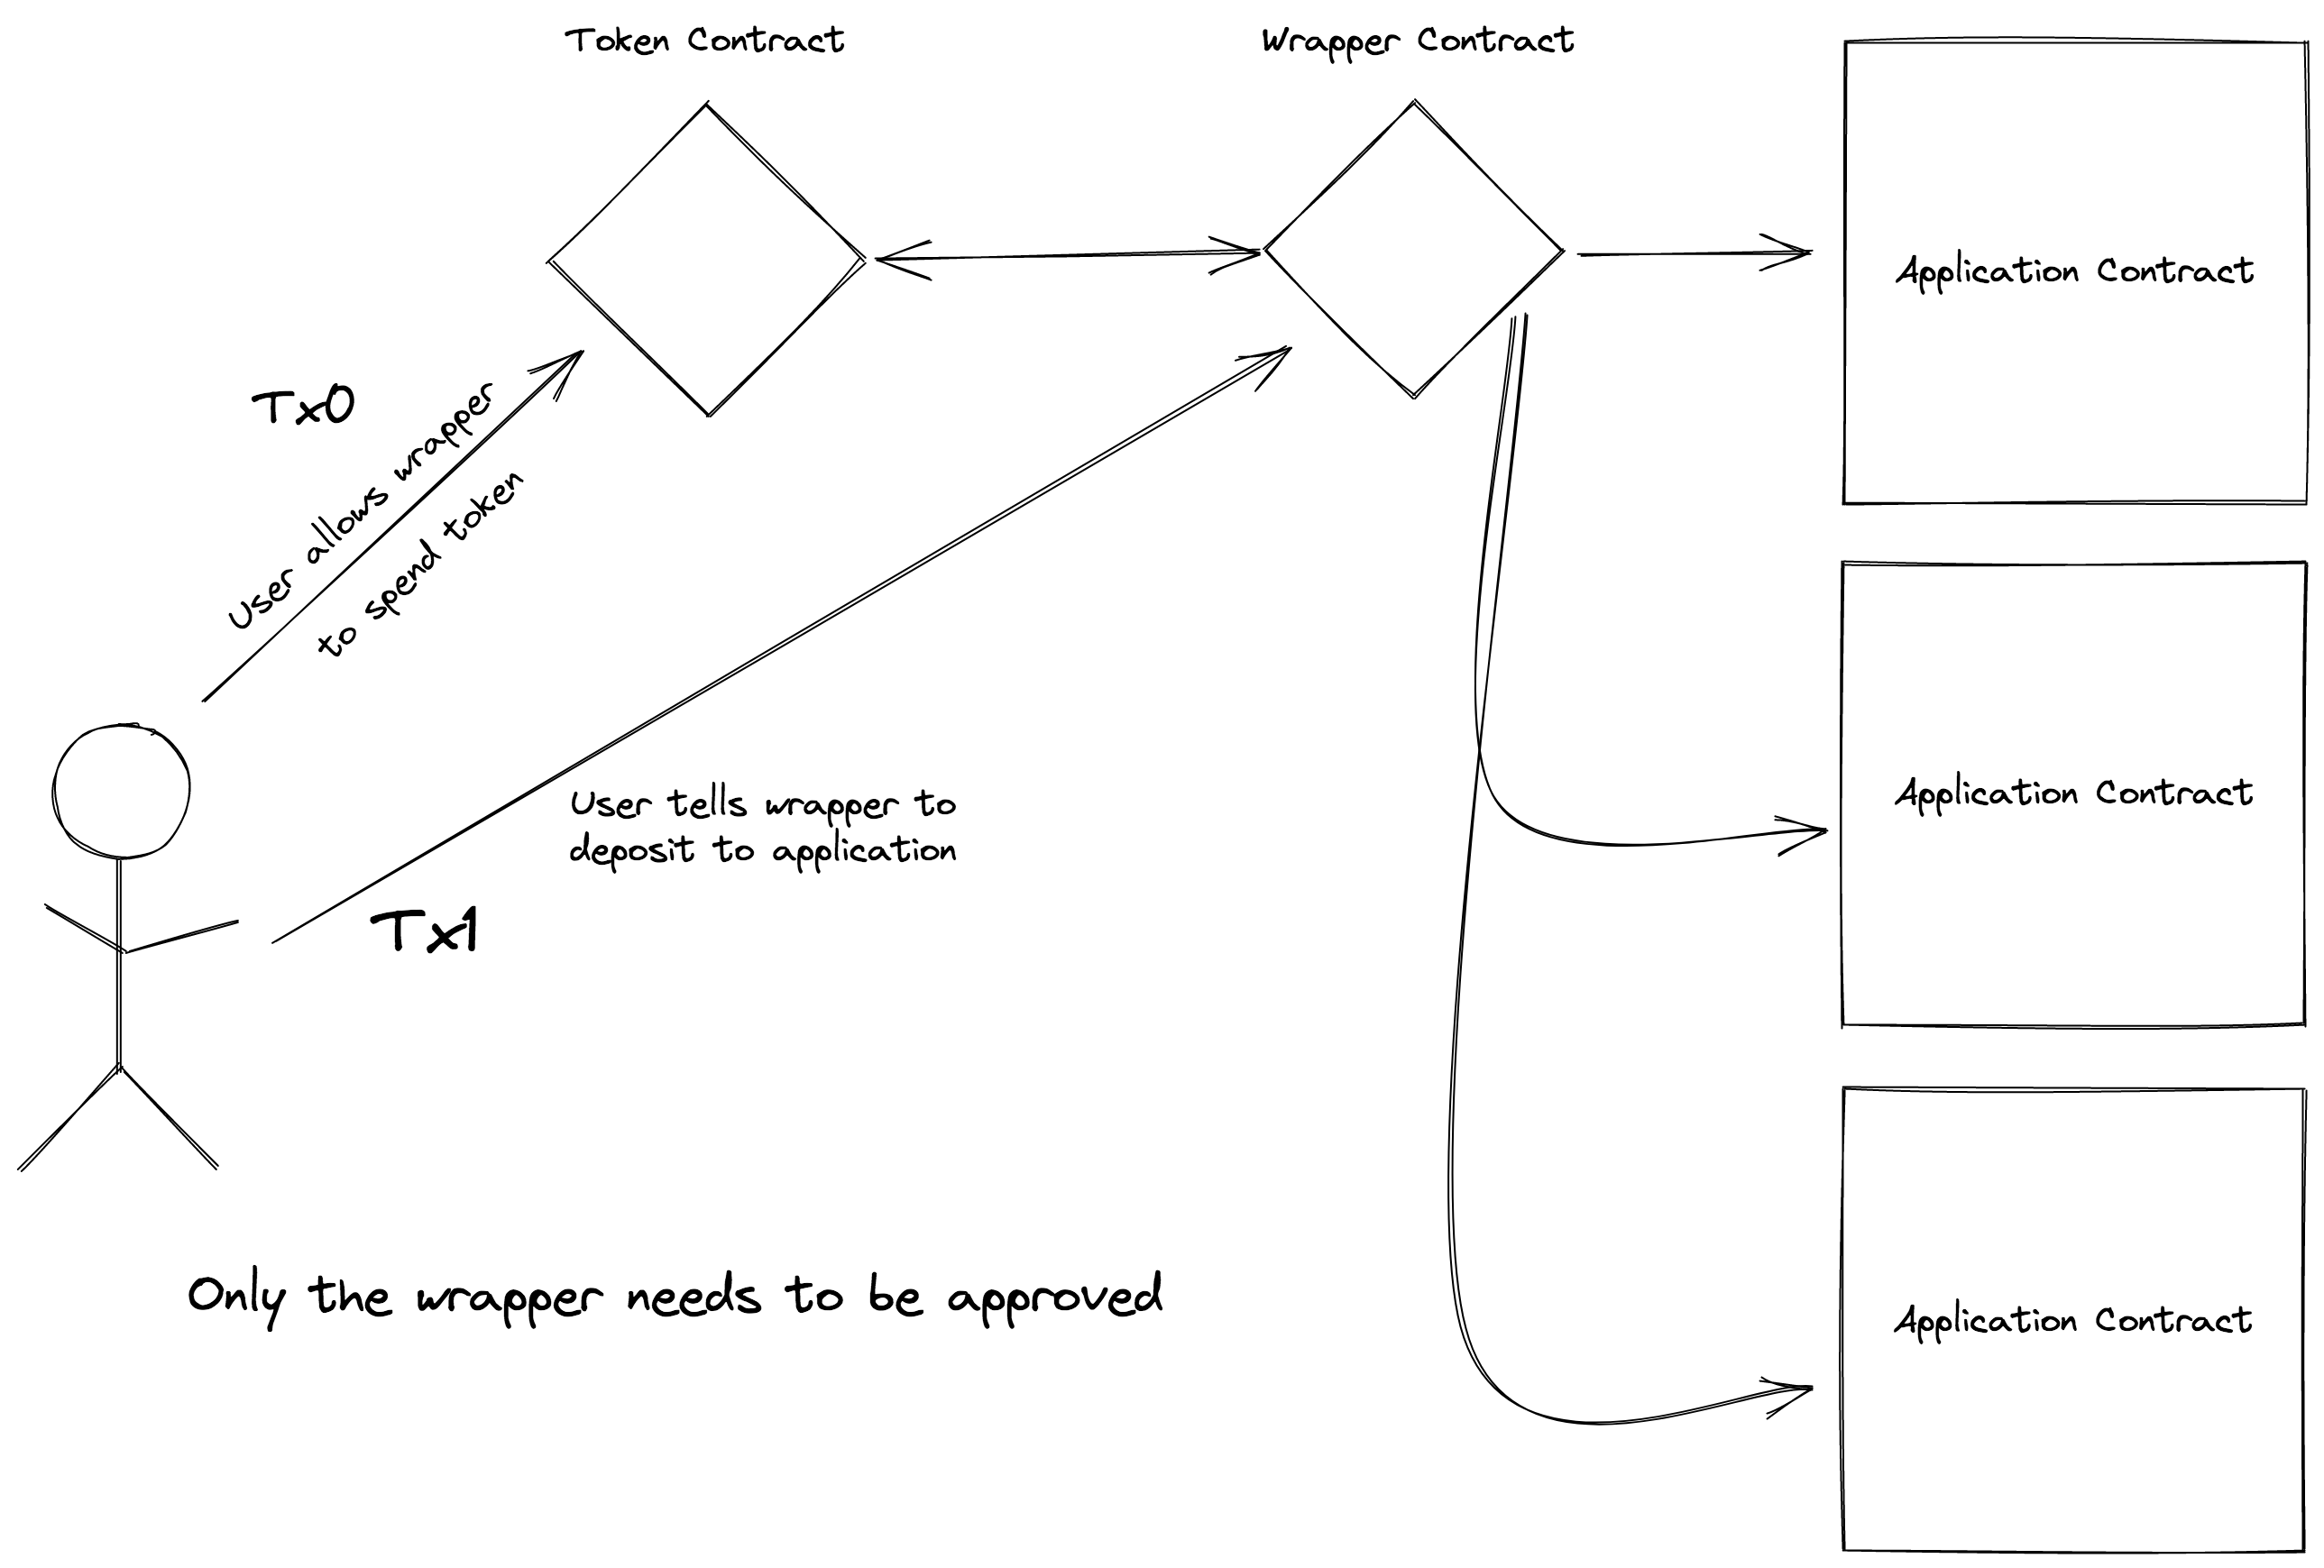 Token Contract
Wrapper Contract
Application Contract
Tx0
User allows wrapper
to spend token
Application Contract
User tells wrapper to
deposit to application
Tx1
Only the wrapper needs to be approved
Application Contract